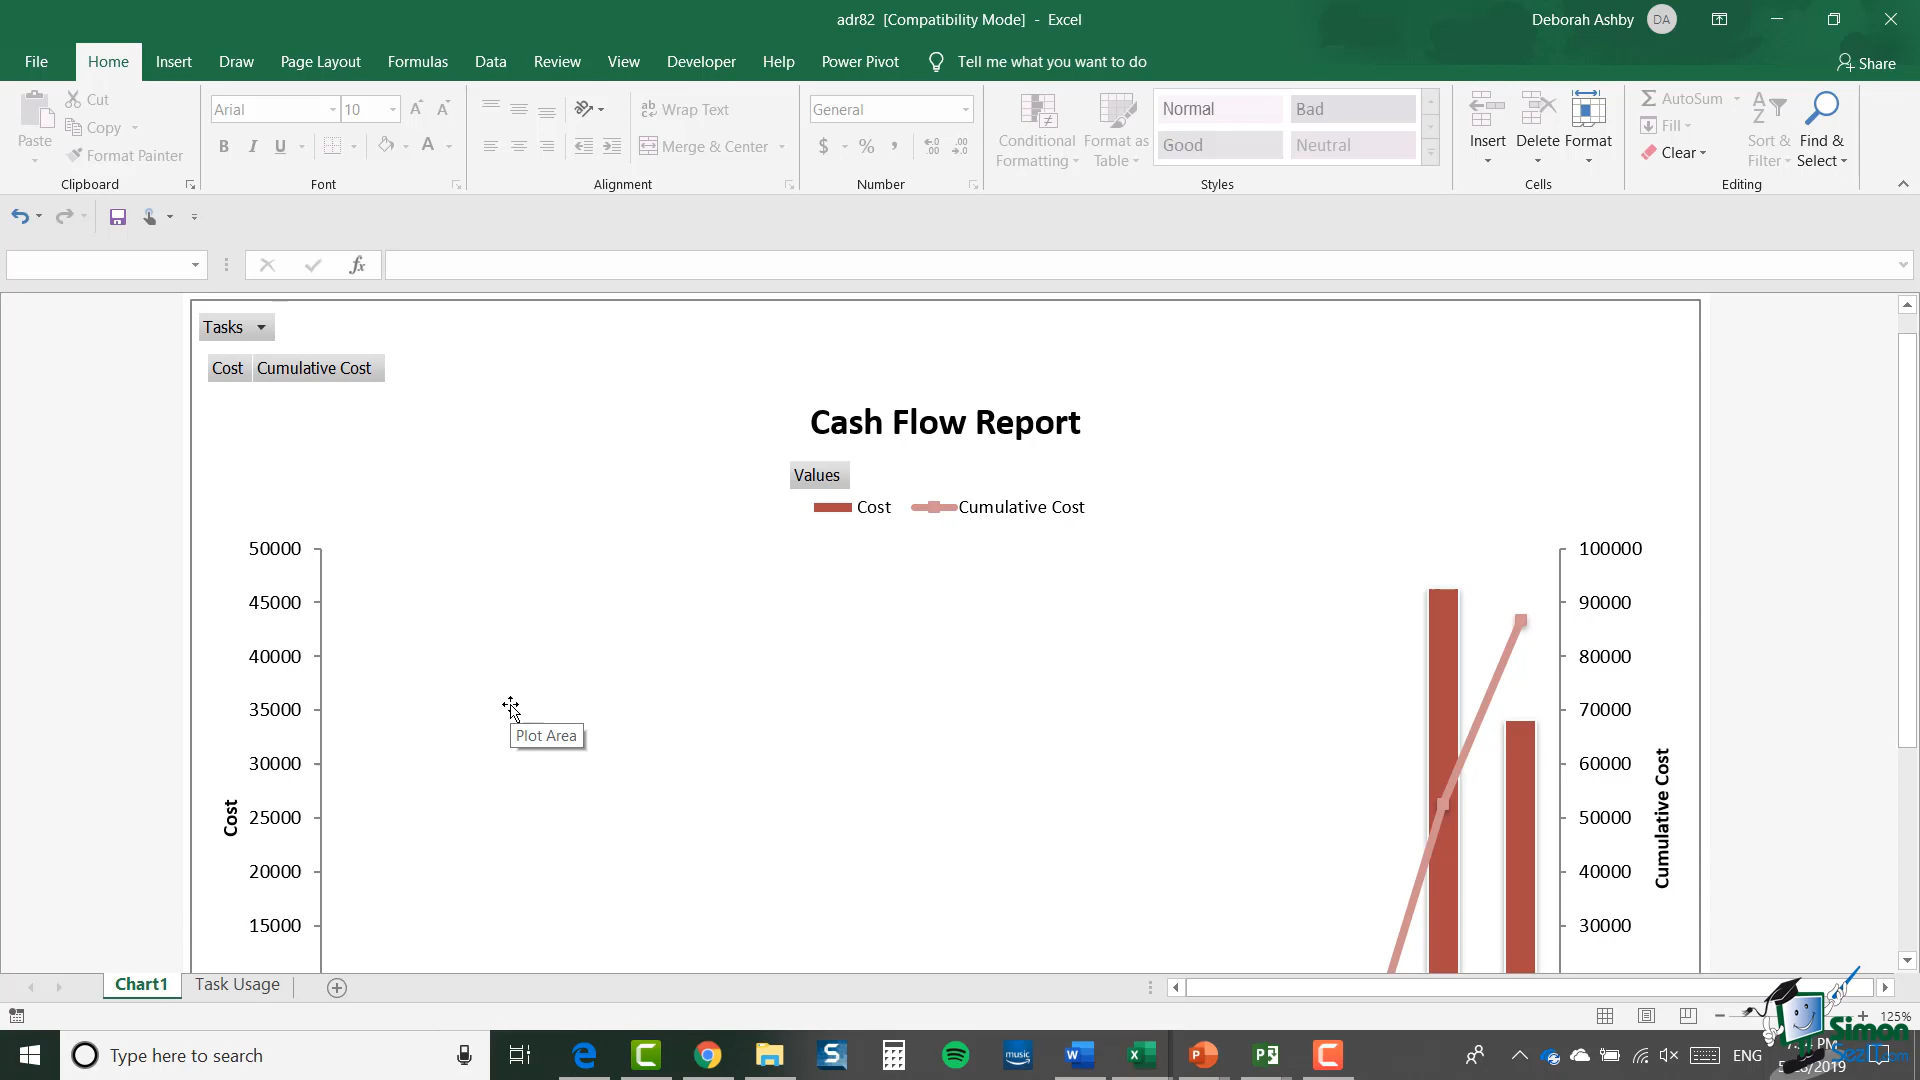 adr82 [Compatibility Mode] - Excel
Deborah Ashby DA
File Home Insert Draw Page Layout Formulas Data Review View Developer Help Power Pivot Tell me what you want to do
Share
Paste
Cut
Copy
Format Painter
Clipboard
Arial 10
B I U
Font
Wrap Text
Merge & Center
Alignment
General
$ % ,
Number
Conditional Formatting
Format as Table
Normal Bad
Good Neutral
Styles
Insert Delete Format
Cells
AutoSum
Fill
Clear
Sort & Filter
Find & Select
Editing
fx
Tasks
Cost Cumulative Cost
Cash Flow Report
Values
Cost Cumulative Cost
50000 100000
45000 90000
40000 80000
35000 70000
Plot Area
30000 60000
Cost
25000 50000
Cumulative Cost
20000 40000
15000 30000
Chart1 Task Usage
125%
Type here to search
music
ENG
Simon
Sez